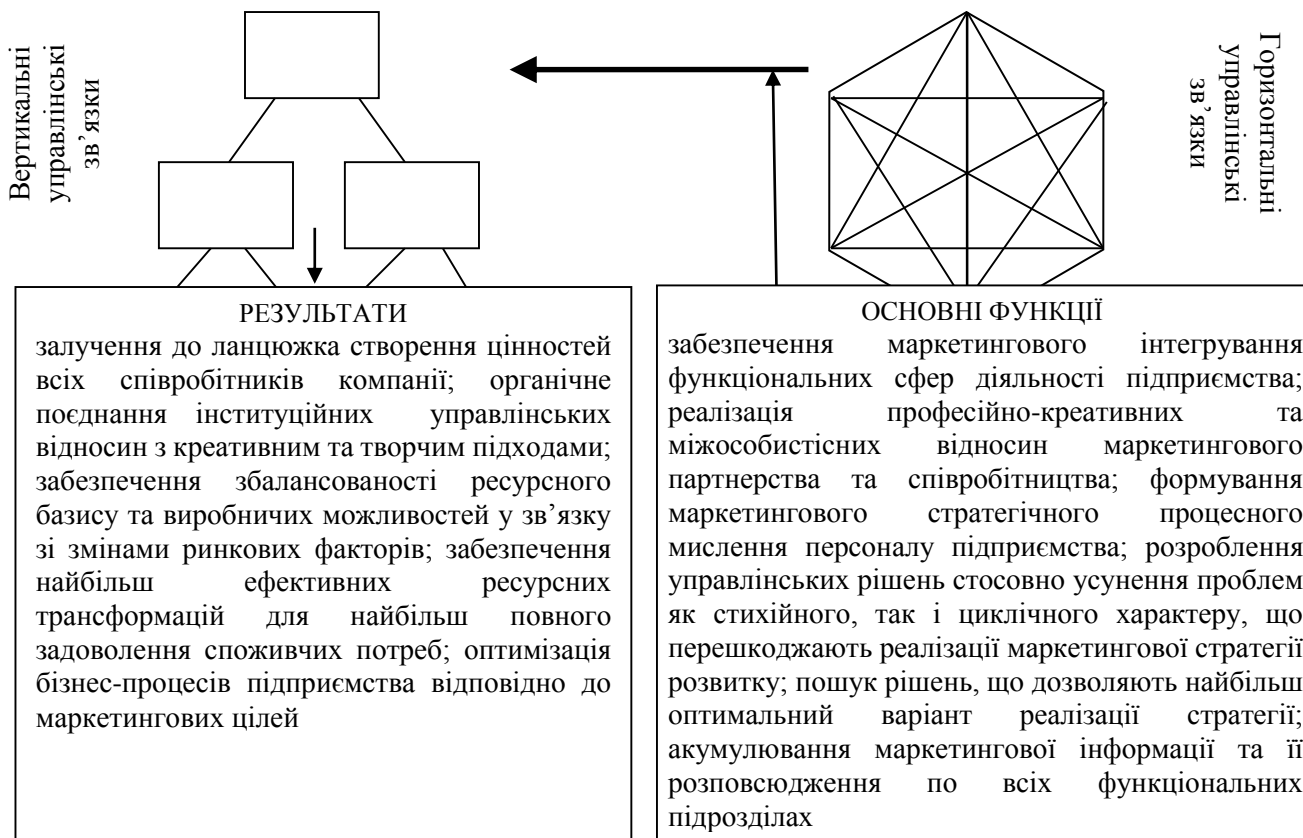 Вертикальні
управлінські
зв’язки
Горизонтальні
управлінські
зв’язки
РЕЗУЛЬТАТИ
залучення до ланцюжка створення цінностей
всіх співробітників компанії; органічне
поєднання інституційних управлінських
відносин з креативним та творчим підходами;
забезпечення збалансованості ресурсного
базису та виробничих можливостей у зв’язку
зі змінами ринкових факторів; забезпечення
найбільш ефективних ресурсних
трансформацій для найбільш повного
задоволення споживчих потреб; оптимізація
бізнес-процесів підприємства відповідно до
маркетингових цілей
ОСНОВНІ ФУНКЦІЇ
забезпечення маркетингового інтегрування
функціональних сфер діяльності підприємства;
реалізація професійно-креативних та
міжособистісних відносин маркетингового
партнерства та співробітництва; формування
маркетингового стратегічного процесного
мислення персоналу підприємства; розроблення
управлінських рішень стосовно усунення проблем
як стихійного, так і циклічного характеру, що
перешкоджають реалізації маркетингової стратегії
розвитку; пошук рішень, що дозволяють найбільш
оптимальний варіант реалізації стратегії;
акумулювання маркетингової інформації та її
розповсюдження по всіх функціональних
підрозділах